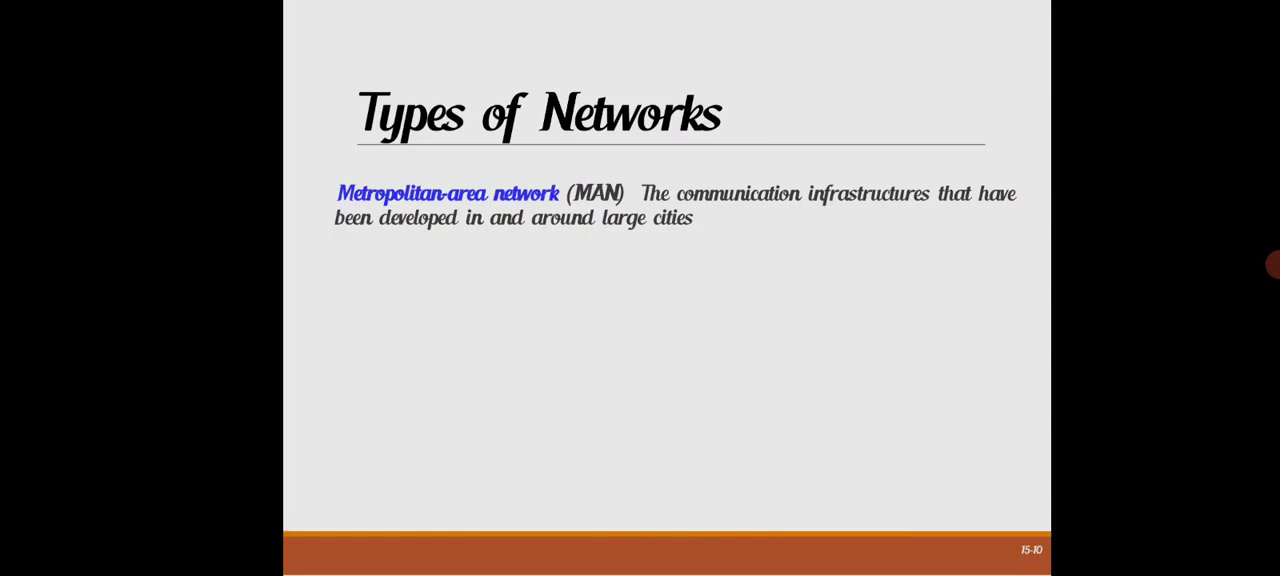 Types of Networks
Metropolitan-area network (MAN) The communication infrastructures that have
been developed in and around large cities
15-10